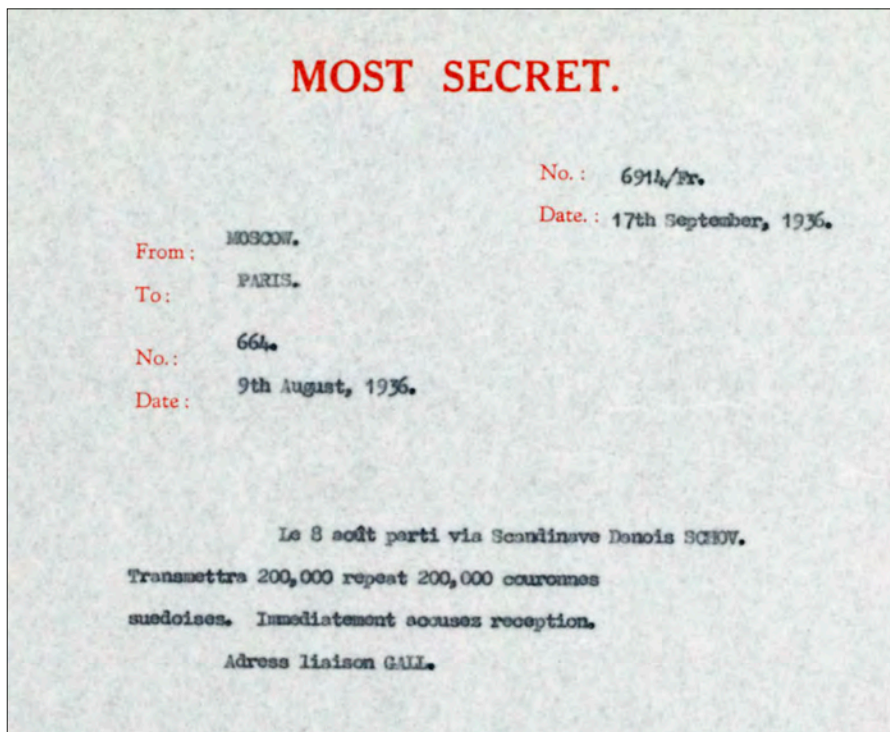 MOST SECRET.
No.: 6914/Fr.
Date.: 17th September, 1936.
From: MOSCOW.
To: PARIS.
No.: 664.
Date: 9th August, 1936.
Le 8 août parti via Scandinave Danois SCHOV.
Transmettra 200,000 repeat 200,000 couronnes
suedoises. Immediatement accuses reception.
Adress liaison GALL.